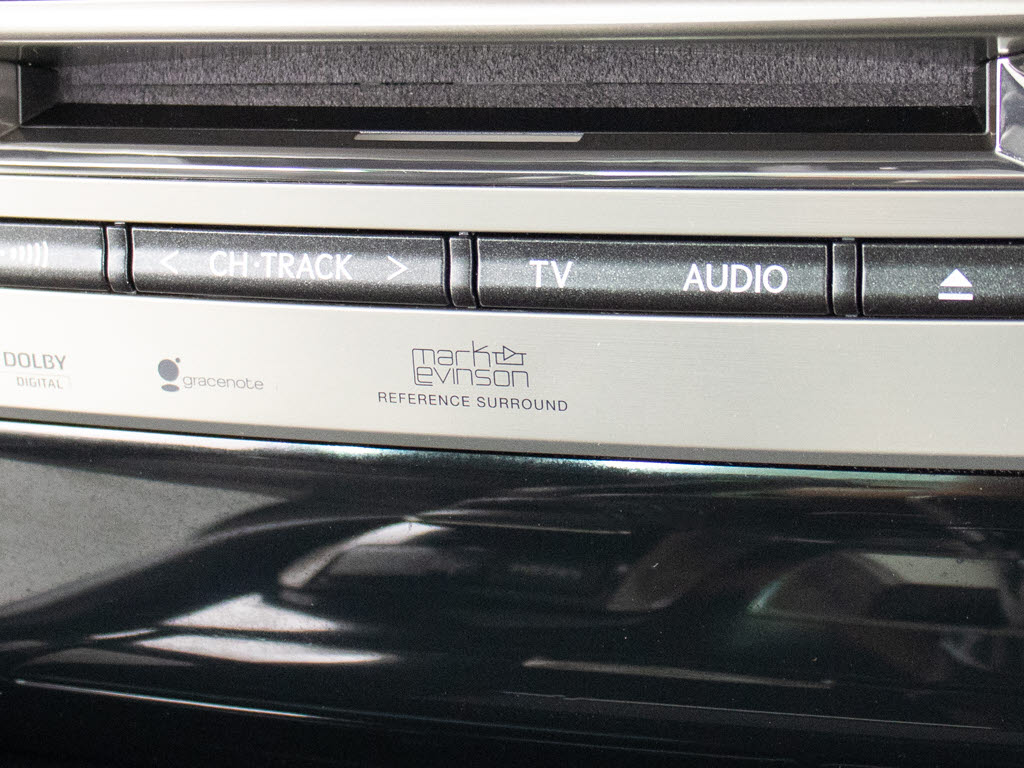 < CH·TRACK >
TV
AUDIO
DOLBY
DIGITAL
gracenote
mark
Levinson
REFERENCE SURROUND